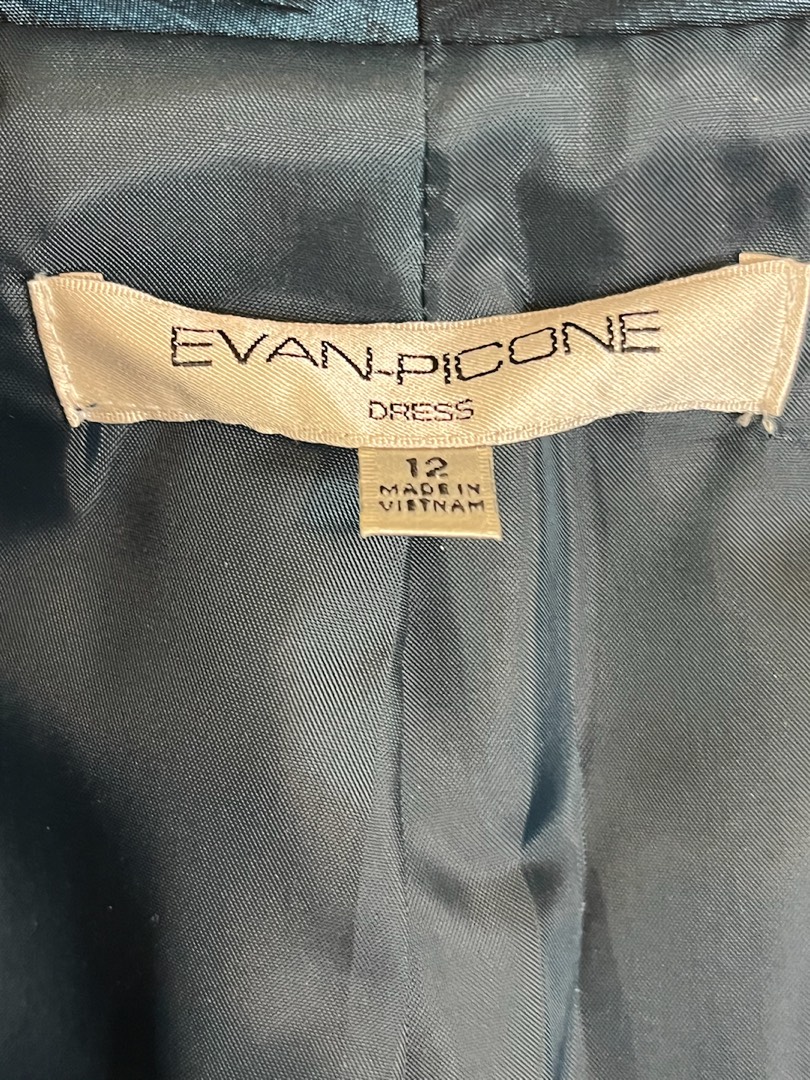 EVAN-PICONE
DRESS
12
MADE IN
VIETNAM